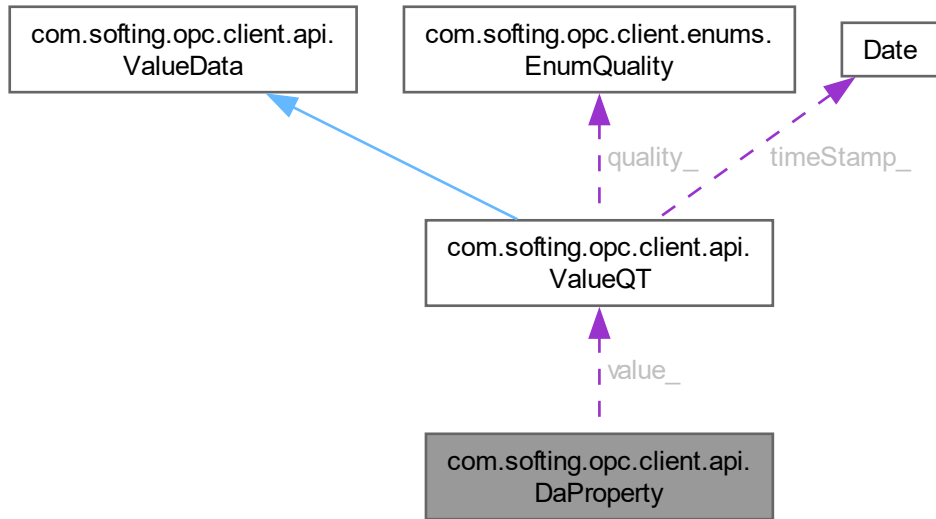 com.softing.opc.client.api.
ValueData
com.softing.opc.client.enums.
EnumQuality
Date
quality_
timeStamp_
com.softing.opc.client.api.
ValueQT
value_
com.softing.opc.client.api.
DaProperty